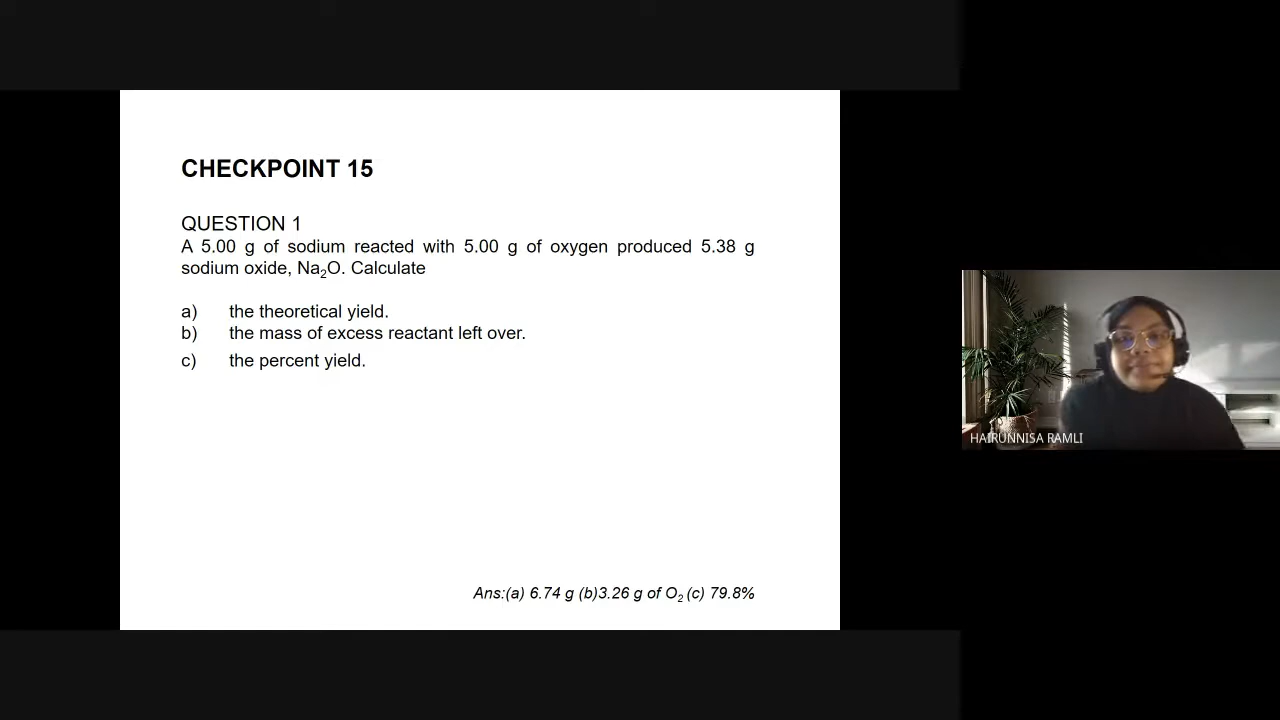 CHECKPOINT 15
QUESTION 1
A 5.00 g of sodium reacted with 5.00 g of oxygen produced 5.38 g
sodium oxide, Na₂O. Calculate
a) the theoretical yield.
b) the mass of excess reactant left over.
c) the percent yield.
Ans:(a) 6.74 g (b)3.26 g of O₂ (c) 79.8%
HAIRUNNISA RAMLI